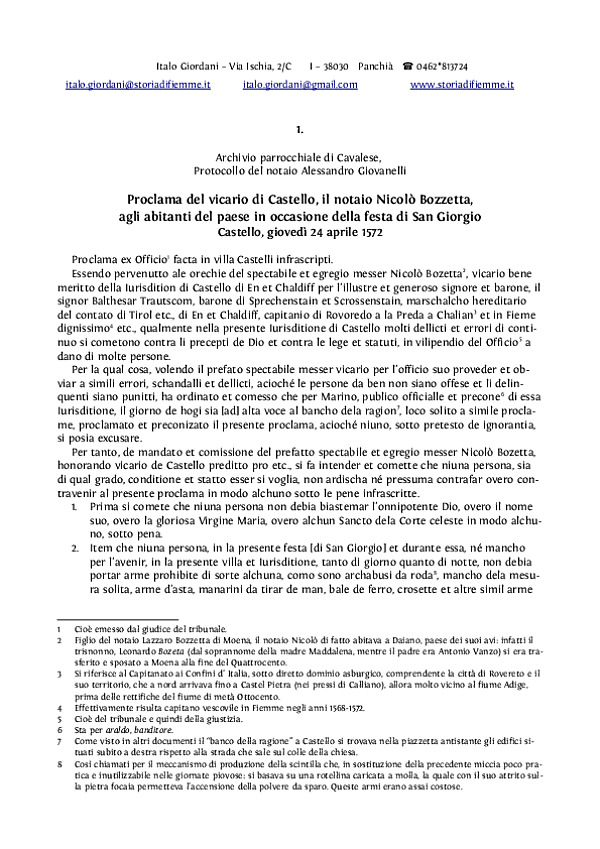 Italo Giordani – Via Ischia, 2/C I – 38030 Panchià ☎ 0462*813724
italo.giordani@storiadifiemme.it italo.giordani@gmail.com www.storiadifiemme.it
1.
Archivio parrocchiale di Cavalese,
Protocollo del notaio Alessandro Giovanelli
Proclama del vicario di Castello, il notaio Nicolò Bozzetta,
agli abitanti del paese in occasione della festa di San Giorgio
Castello, giovedì 24 aprile 1572
Proclama ex Officio¹ facta in villa Castelli infrascripti.
Essendo pervenuto ale orechie del spectabile et egregio messer Nicolò Bozetta², vicario bene
meritto della Iurisdition di Castello di En et Chaldiff per l'illustre et generoso signore et barone, il
signor Balthesar Trautscom, barone di Sprechenstain et Scrossenstain, marschalcho hereditario
del contato di Tirol etc., di En et Chaldiff, capitanio di Rovoredo a la Preda a Chalian³ et in Fieme
dignissimo⁴ etc., qualmente nella presente Iurisditione di Castello molti dellicti et errori di conti-
nuo si cometono contra li precepti de Dio et contra le lege et statuti, in vilipendio del Officio⁵ a
dano di molte persone.
Per la qual cosa, volendo il prefato spectabile messer vicario per l'officio suo proveder et ob-
viar a simili errori, schandalli et dellicti, acioché le persone da ben non siano offese et li delin-
quenti siano punitti, ha ordinato et comesso che per Marino, publico officialle et precone⁶ di essa
Iurisditione, il giorno de hogi sia [ad] alta voce al bancho dela ragion⁷, loco solito a simile procla-
me, proclamato et preconizato il presente proclama, acioché niuno, sotto pretesto de ignorantia,
si posia excusare.
Per tanto, de mandato et comissione del prefatto spectabile et egregio messer Nicolò Bozetta,
honorando vicario de Castello preditto pro etc., si fa intender et comette che niuna persona, sia
di qual grado, conditione et statto esser si voglia, non ardischa né pressuma contrafar overo con-
travenir al presente proclama in modo alchuno sotto le pene infrascritte.
1. Prima si comete che niuna persona non debia biastemar l'onnipotente Dio, overo il nome
suo, overo la gloriosa Virgine Maria, overo alchun Sancto dela Corte celeste in modo alchu-
no, sotto pena.
2. Item che niuna persona, in la presente festa [di San Giorgio] et durante essa, né mancho
per l'avenir, in la presente villa et Iurisditione, tanto di giorno quanto di notte, non debia
portar arme prohibite di sorte alchuna, como sono archabusi da roda⁸, mancho dela mesu-
ra solita, arme d'asta, manarini da tirar de man, bale de ferro, crosette et altre simil arme
1 Cioè emesso dal giudice del tribunale.
2 Figlio del notaio Lazzaro Bozzetta di Moena, il notaio Nicolò di fatto abitava a Daiano, paese dei suoi avi: infatti il
trisnonno, Leonardo Bozeta (dal soprannome della madre Maddalena, mentre il padre era Antonio Vanzo) si era tra-
sferito e sposato a Moena alla fine del Quattrocento.
3 Si riferisce al Capitanato ai Confini d' Italia, sotto diretto dominio asburgico, comprendente la città di Rovereto e il
suo territorio, che a nord arrivava fino a Castel Pietra (nei pressi di Calliano), allora molto vicino al fiume Adige,
prima delle rettifiche del fiume di metà Ottocento.
4 Effettivamente risulta capitano vescovile in Fiemme negli anni 1568-1572.
5 Cioè del tribunale e quindi della giustizia.
6 Sta per araldo, banditore.
7 Come visto in altri documenti il "banco della ragione" a Castello si trovava nella piazzetta antistante gli edifici si-
tuati subito a destra rispetto alla strada che sale sul colle della chiesa.
8 Così chiamati per il meccanismo di produzione della scintilla che, in sostituzione della precedente miccia poco pra-
tica e inutilizzabile nelle giornate piovose: si basava su una rotellina caricata a molla, la quale con il suo attrito sul-
la pietra focaia permetteva l'accensione della polvere da sparo. Queste armi erano assai costose.